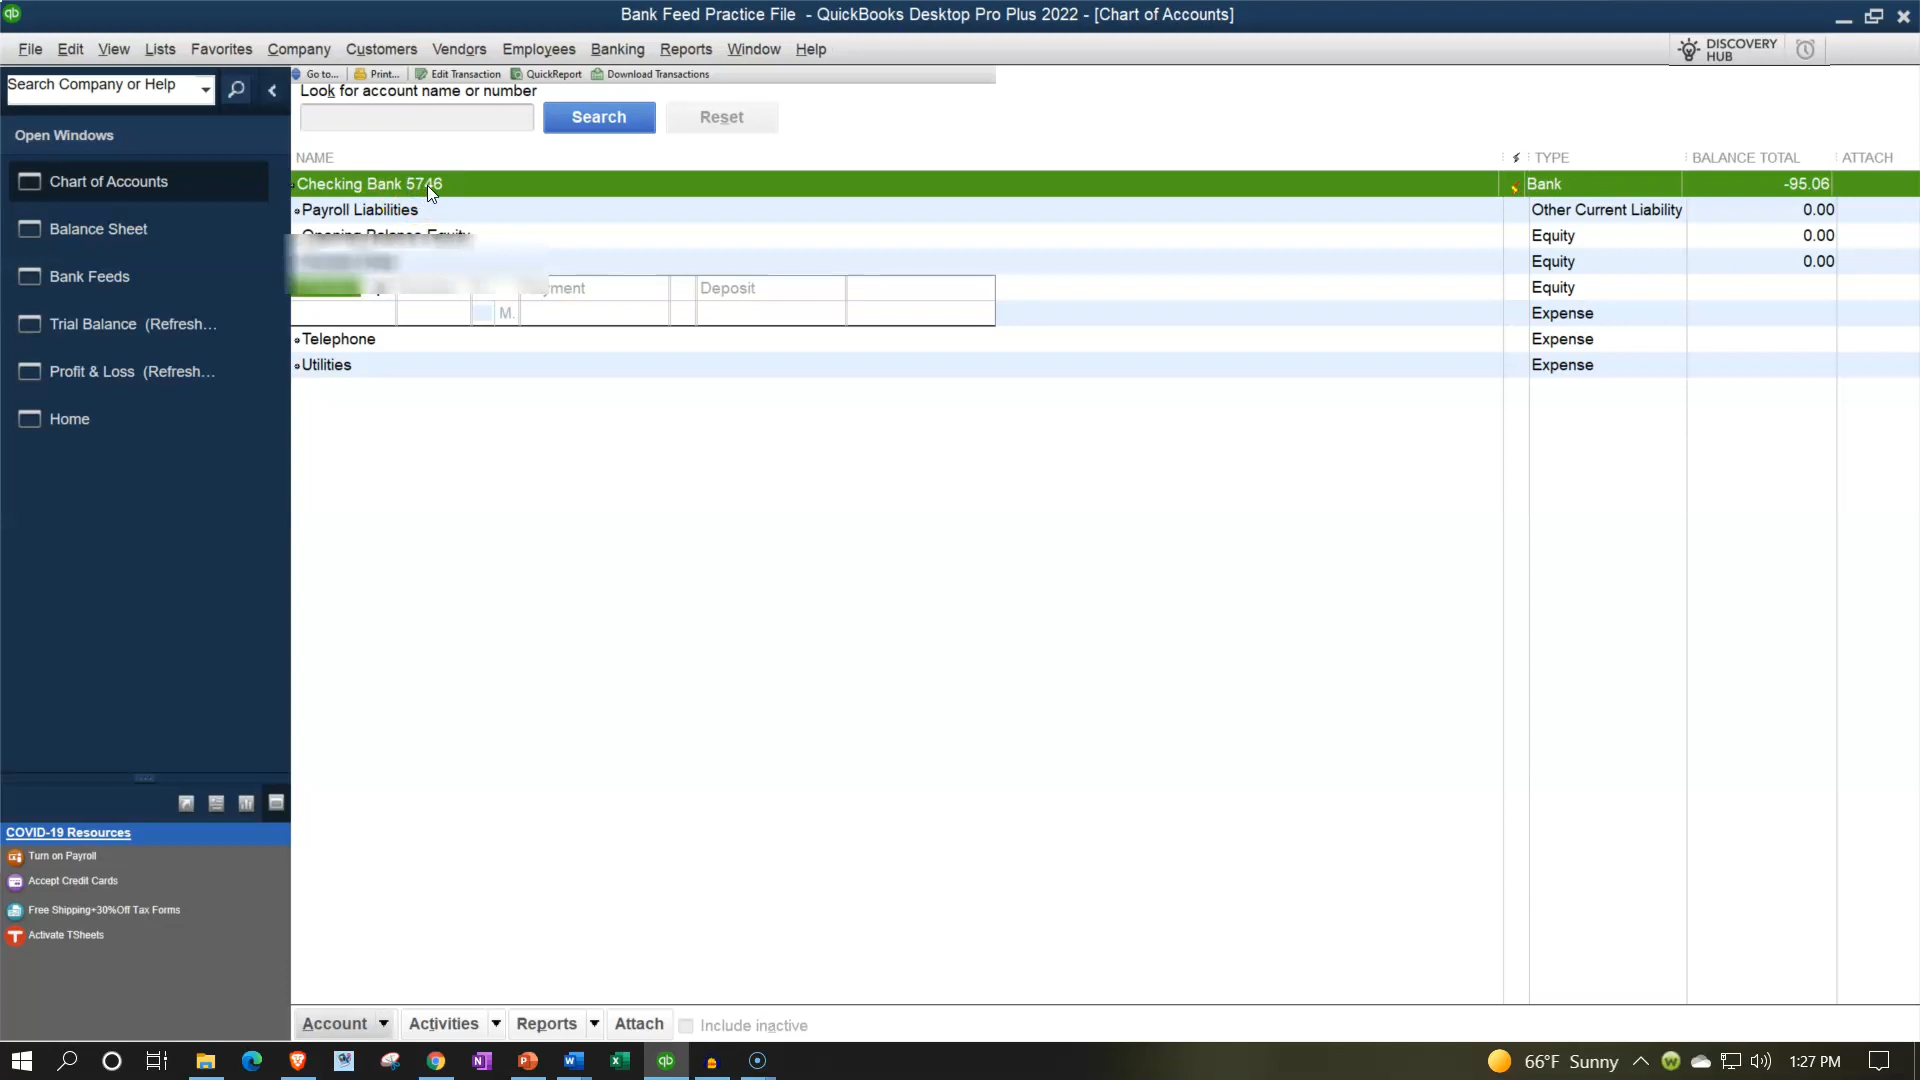 Bank Feed Practice File - QuickBooks Desktop Pro Plus 2022 - [Chart of Accounts]
File Edit View Lists Favorites Company Customers Vendors Employees Banking Reports Window Help
DISCOVERY HUB
Search Company or Help
Go to... Print... Edit Transaction QuickReport Download Transactions
Look for account name or number
Search Reset
Open Windows
Chart of Accounts
Balance Sheet
Bank Feeds
Trial Balance (Refresh...
Profit & Loss (Refresh...
Home
NAME TYPE BALANCE TOTAL ATTACH
Checking Bank 5746 Bank -95.06
Payroll Liabilities Other Current Liability 0.00
Opening Balance Equity Equity 0.00
Equity 0.00
Deposit Equity
M. Expense
Telephone Expense
Utilities Expense
COVID-19 Resources
Turn on Payroll
Accept Credit Cards
Free Shipping+30%Off Tax Forms
Activate TSheets
Account Activities Reports Attach Include inactive
66°F Sunny 1:27 PM